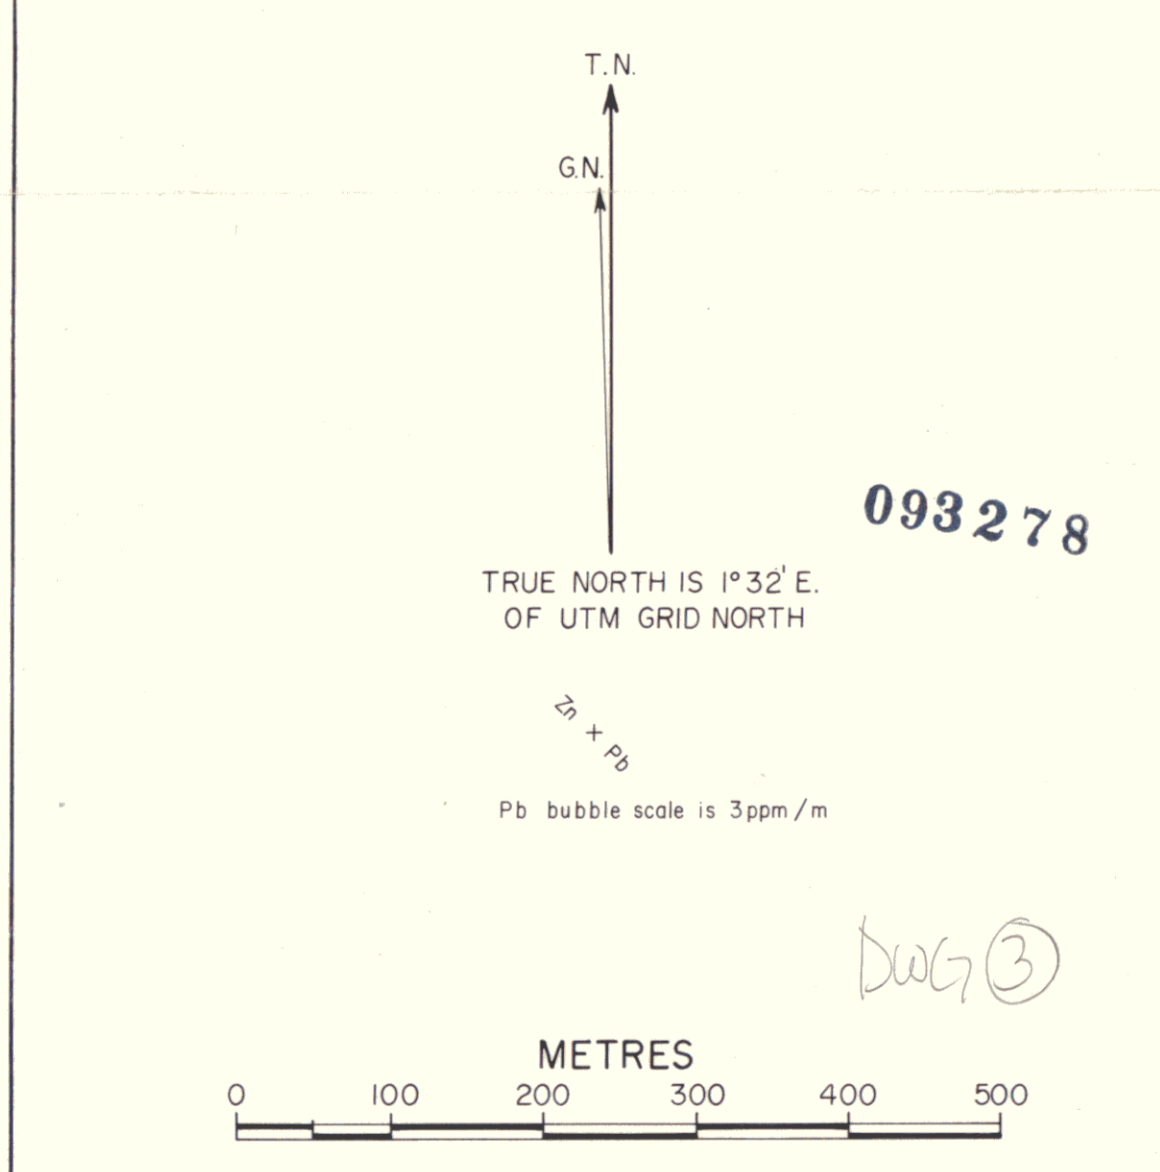 T.N.
G.N.
093278
TRUE NORTH IS 1°32' E.
OF UTM GRID NORTH
Zn + Pb
Pb bubble scale is 3ppm/m
DWG 3
METRES
0 100 200 300 400 500